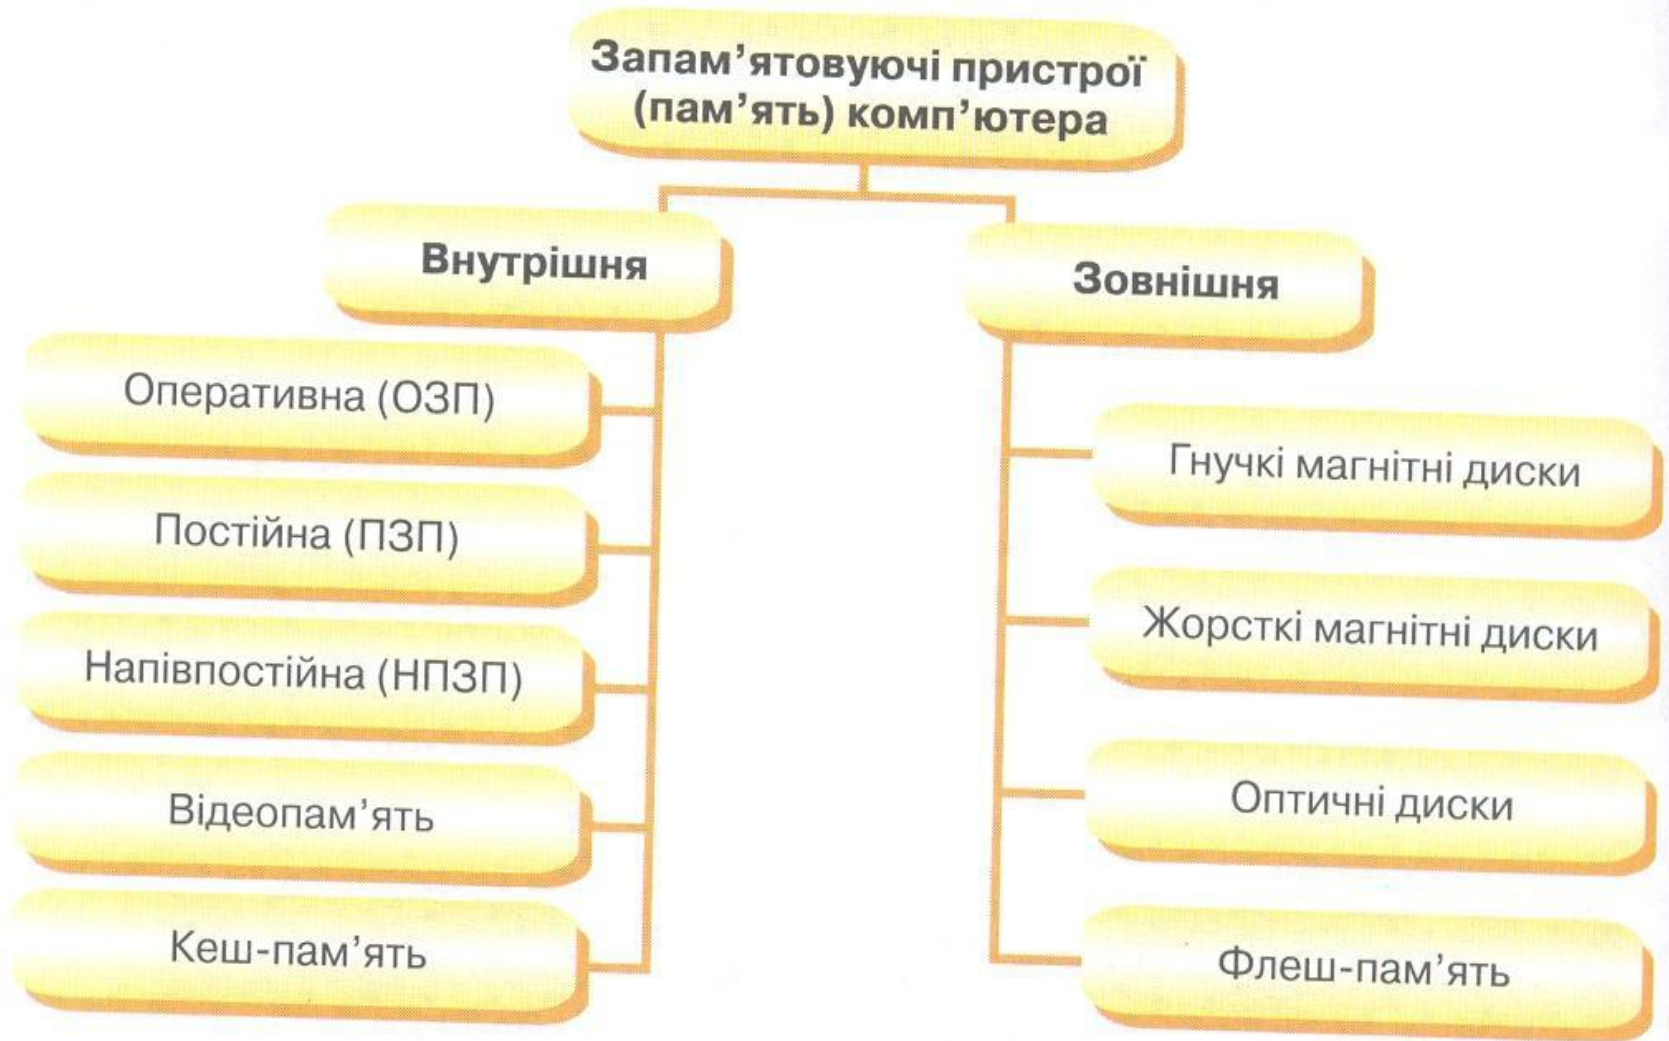 Запам’ятовуючі пристрої
(пам’ять) комп’ютера
Внутрішня
Зовнішня
Оперативна (ОЗП)
Постійна (ПЗП)
Напівпостійна (НПЗП)
Відеопам’ять
Кеш-пам’ять
Гнучкі магнітні диски
Жорсткі магнітні диски
Оптичні диски
Флеш-пам’ять